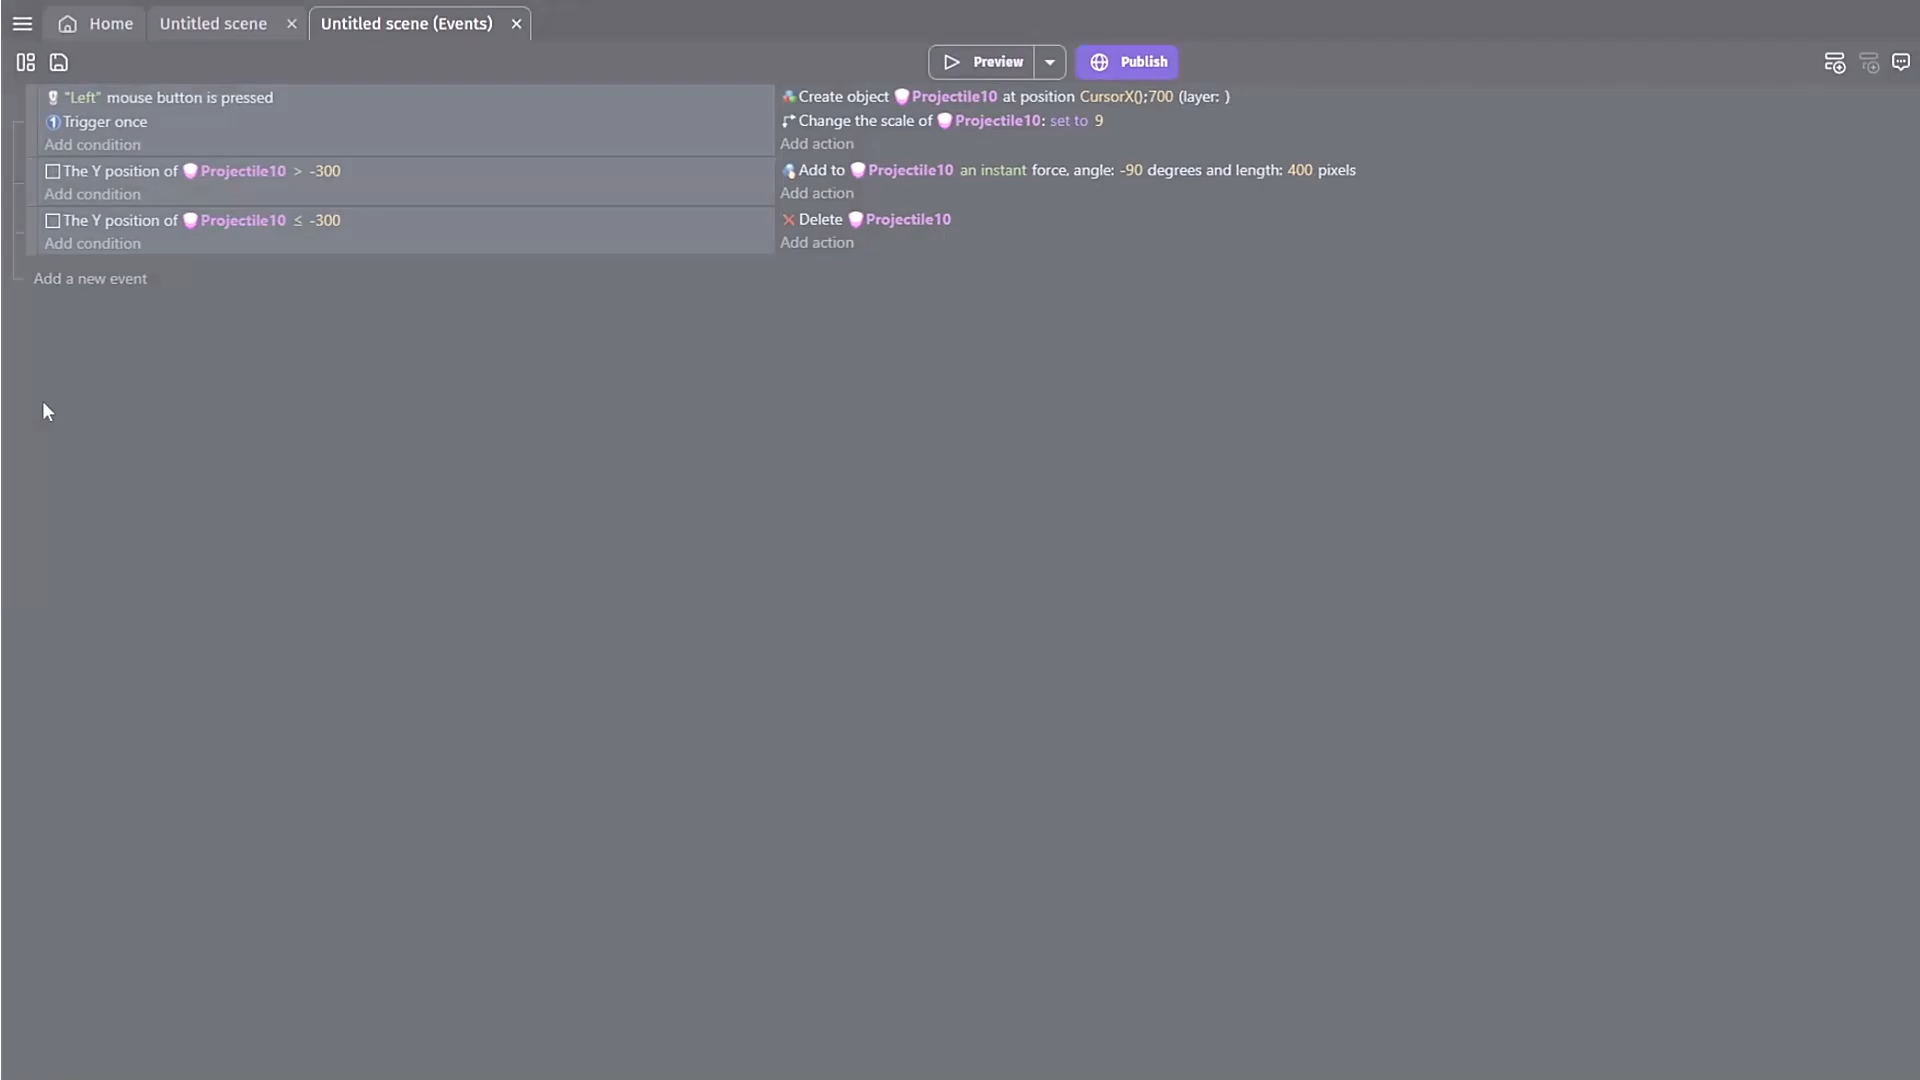 Home Untitled scene Untitled scene (Events)
Preview Publish
"Left" mouse button is pressed
Create object Projectile10 at position CursorX();700 (layer: )
Trigger once
Change the scale of Projectile10: set to 9
Add condition
Add action
The Y position of Projectile10 > -300
Add to Projectile10 an instant force, angle: -90 degrees and length: 400 pixels
Add condition
Add action
The Y position of Projectile10 ≤ -300
Delete Projectile10
Add condition
Add action
Add a new event